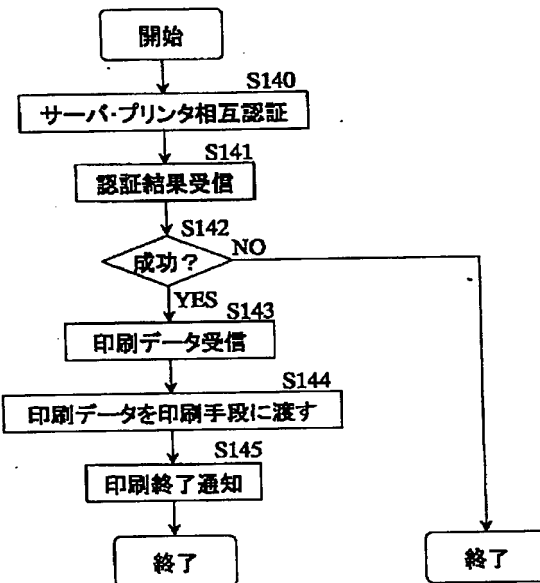 開始
S140
サーバ・プリンタ相互認証
S141
認証結果受信
S142
成功？
NO
YES
S143
印刷データ受信
S144
印刷データを印刷手段に渡す
S145
印刷終了通知
終了
終了